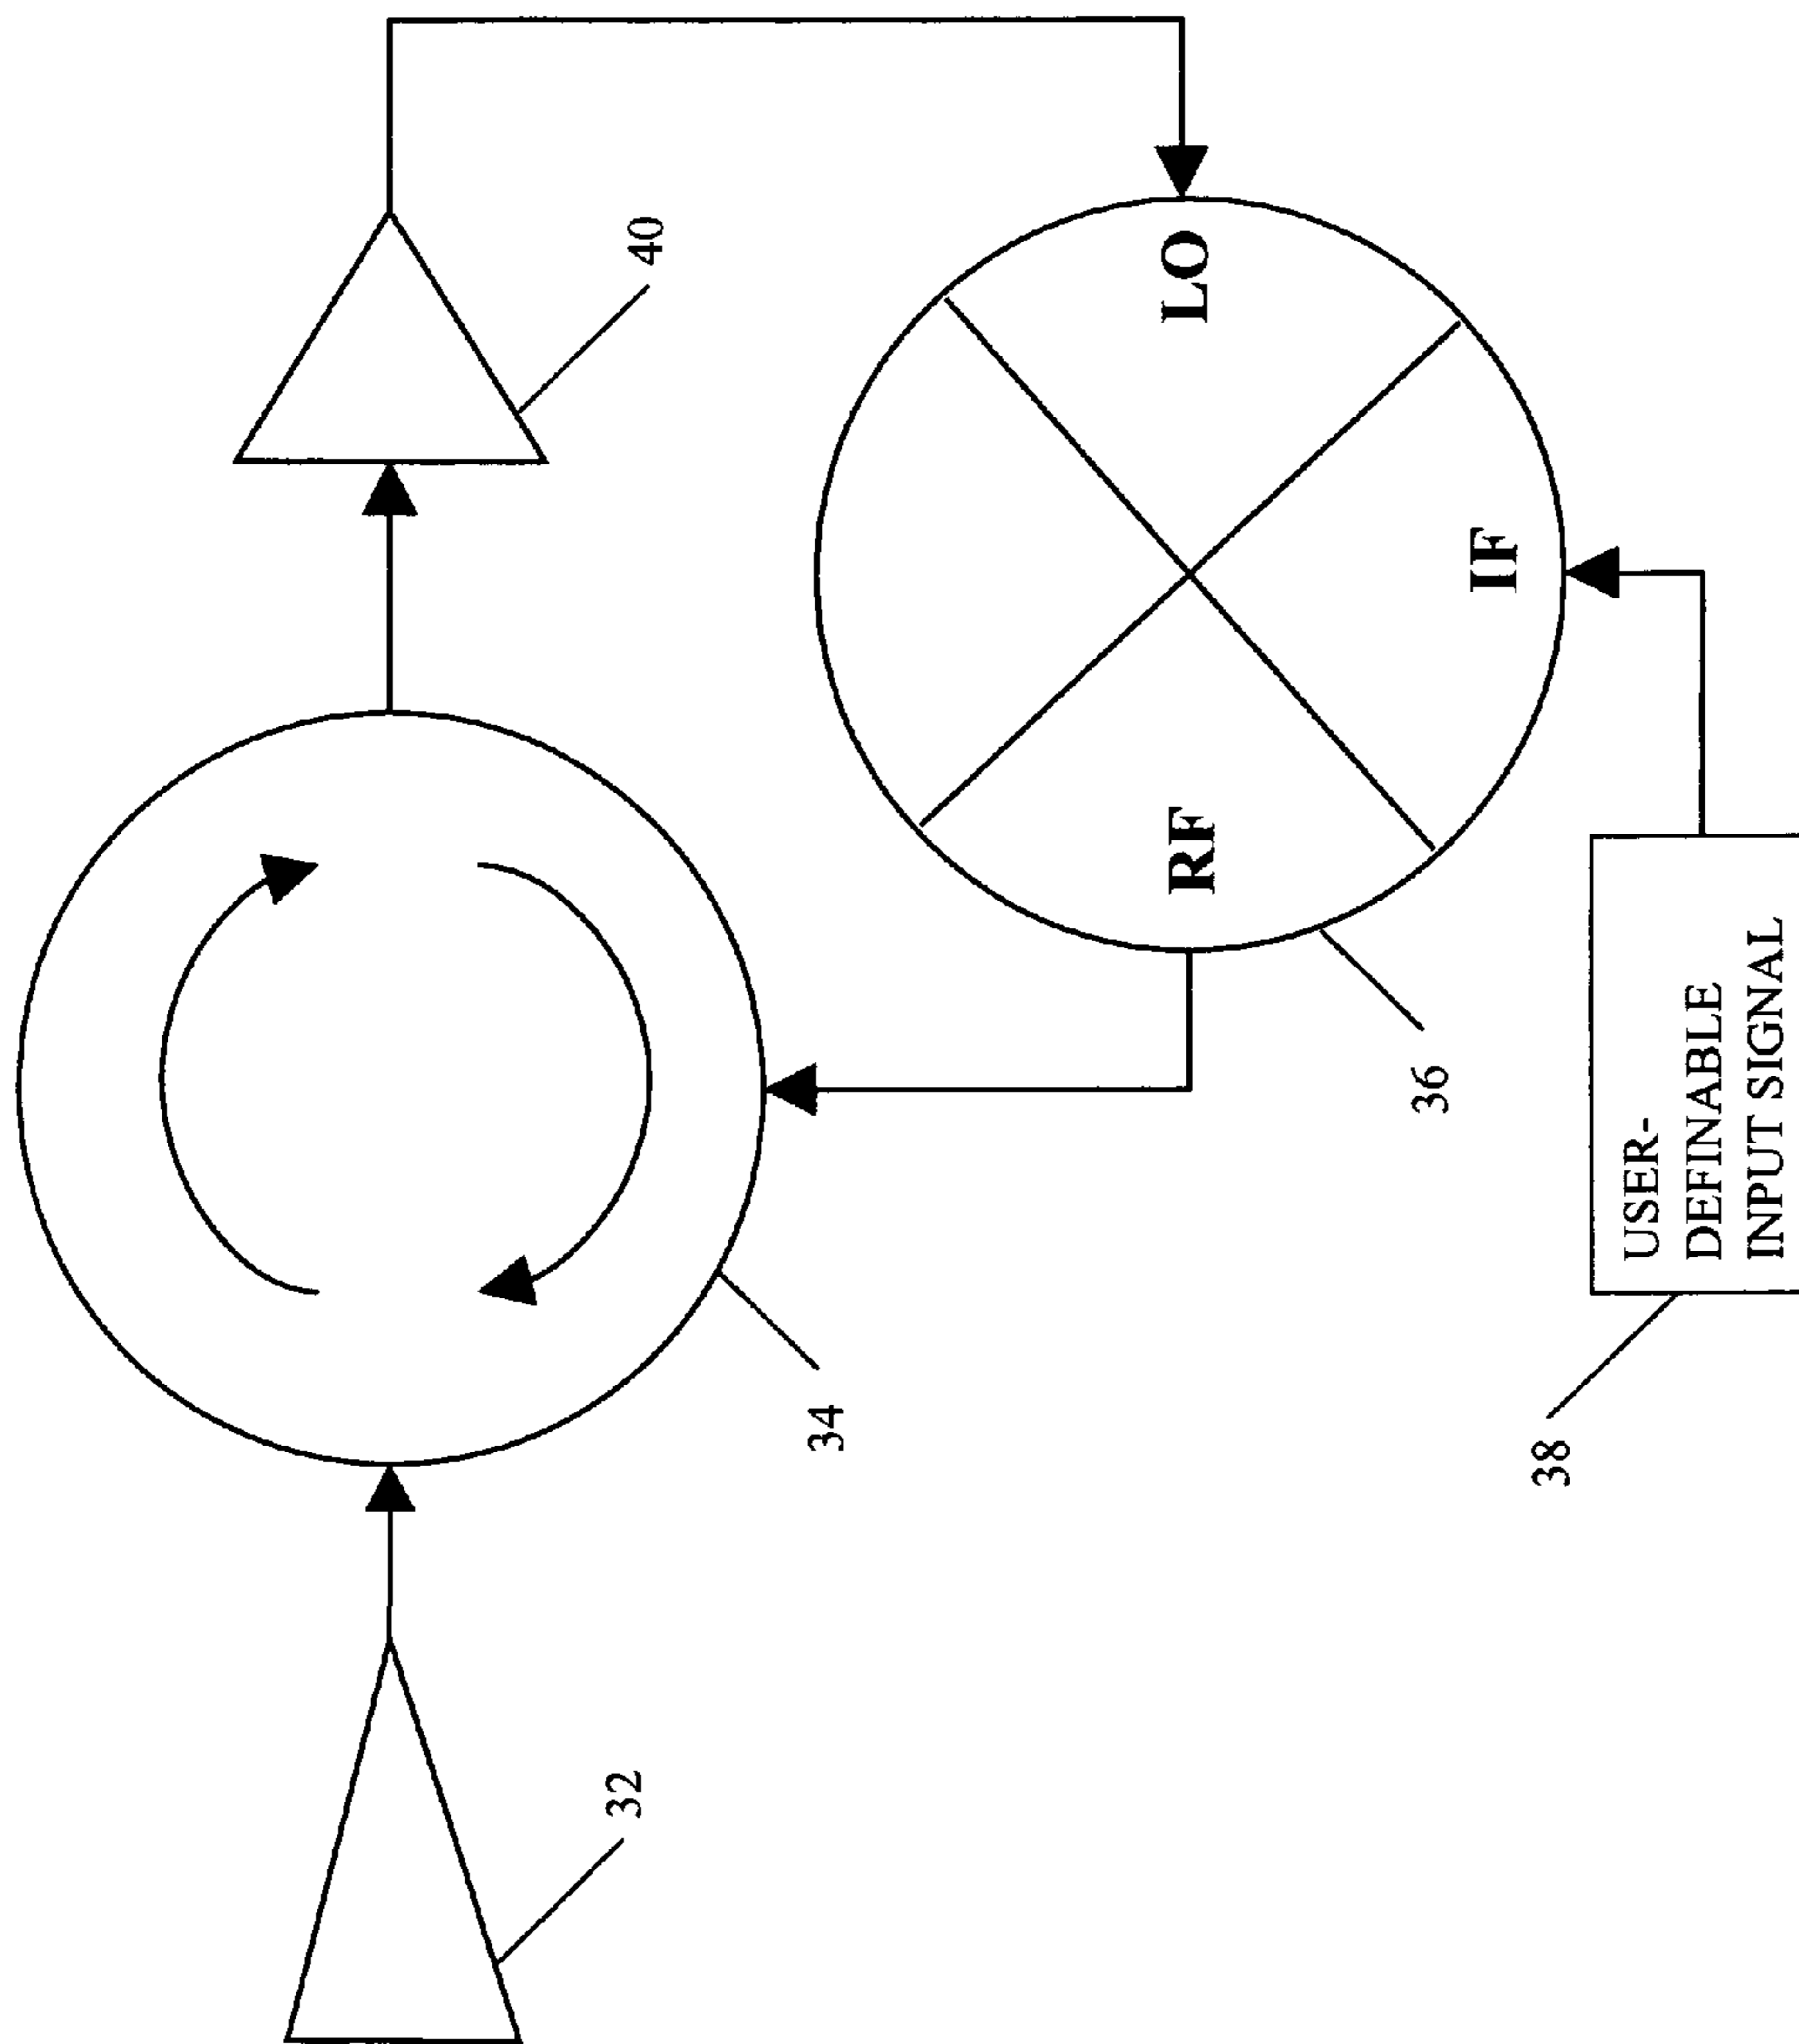 32
34
40
RF
LO
IF
36
38
USER-
DEFINABLE
INPUT SIGNAL